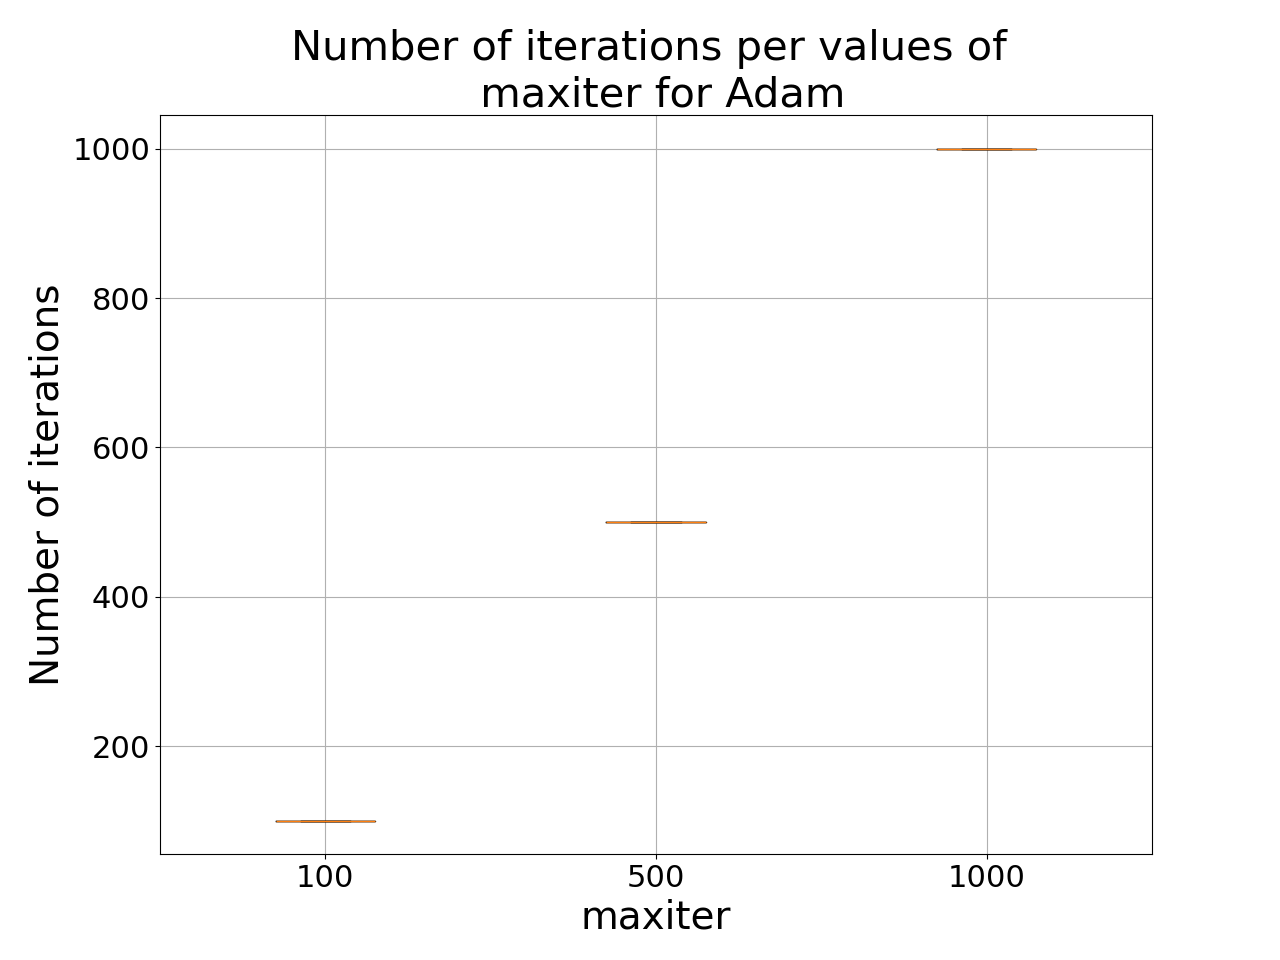 Number of iterations per values of
maxiter for Adam
Number of iterations
1000
800
600
400
200
100 500 1000
maxiter